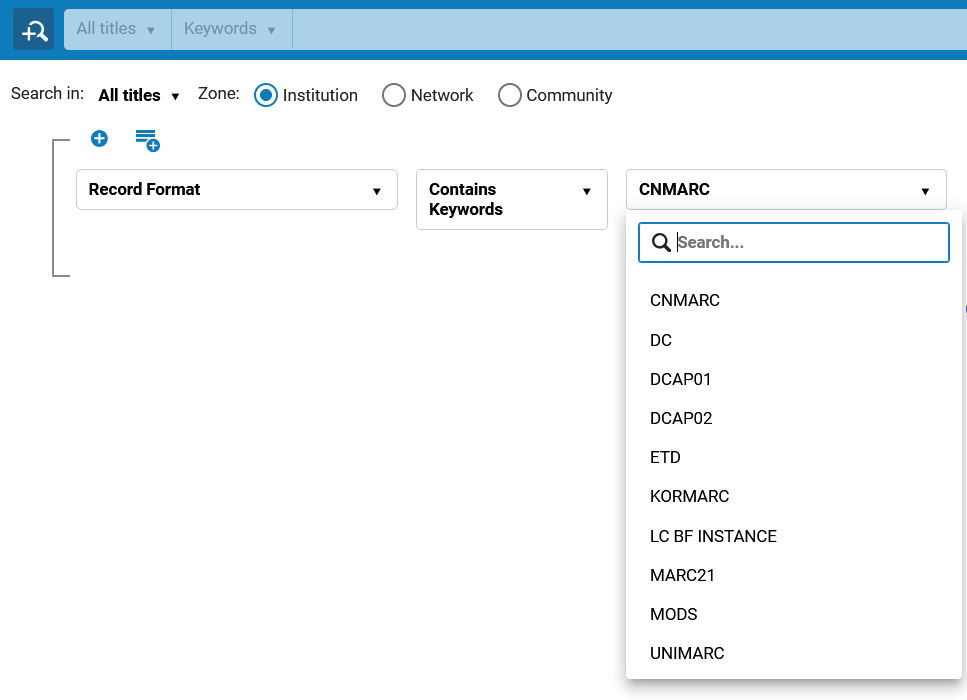 All titles ▼ Keywords ▼
Search in: All titles ▼ Zone: Institution Network Community
Record Format ▼ Contains Keywords ▼ CNMARC ▼
Search...
CNMARC
DC
DCAP01
DCAP02
ETD
KORMARC
LC BF INSTANCE
MARC21
MODS
UNIMARC